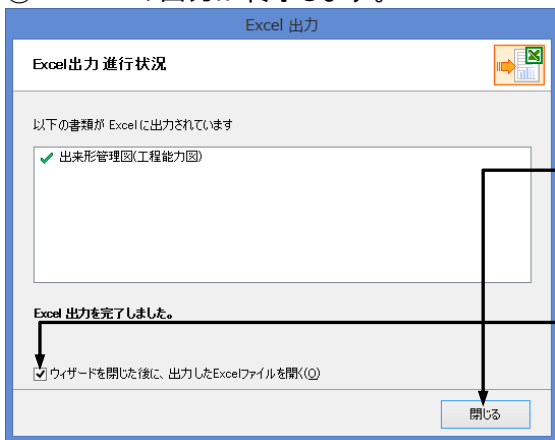 Excel 出力
Excel出力 進行状況
以下の書類が Excel に出力されています
出来形管理図(工程能力図)
Excel 出力を完了しました。
ウィザードを閉じた後に、出力したExcelファイルを開く(O)
閉じる